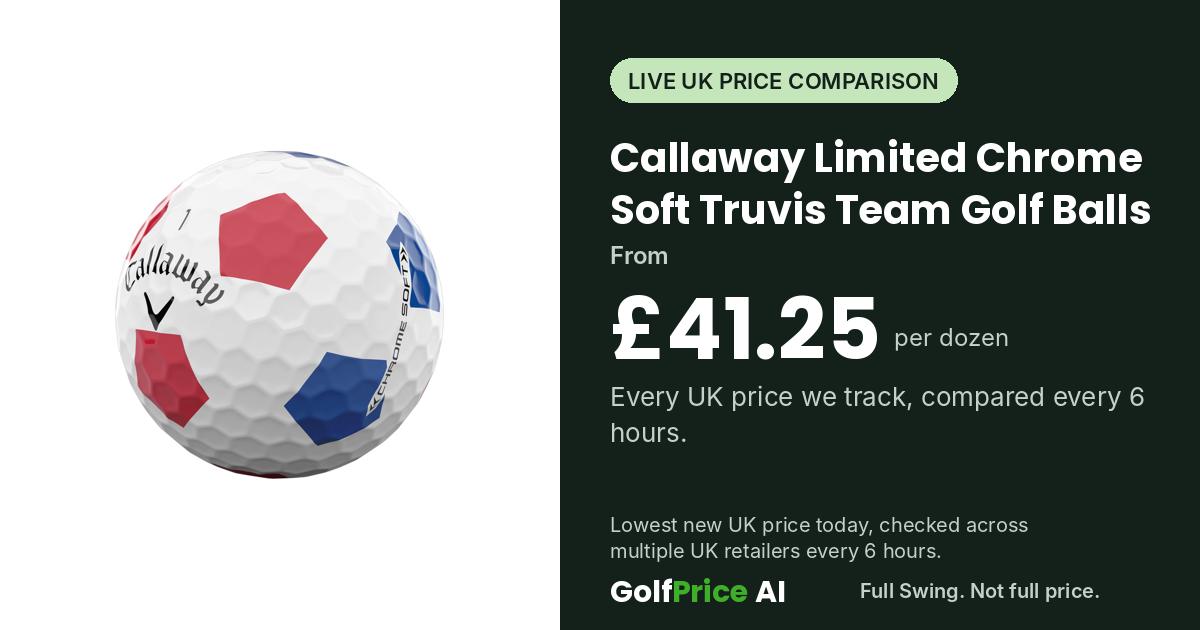 1
Callaway
CHROME SOFT
LIVE UK PRICE COMPARISON
Callaway Limited Chrome
Soft Truvis Team Golf Balls
From
£41.25 per dozen
Every UK price we track, compared every 6
hours.
Lowest new UK price today, checked across
multiple UK retailers every 6 hours.
GolfPrice AI
Full Swing. Not full price.